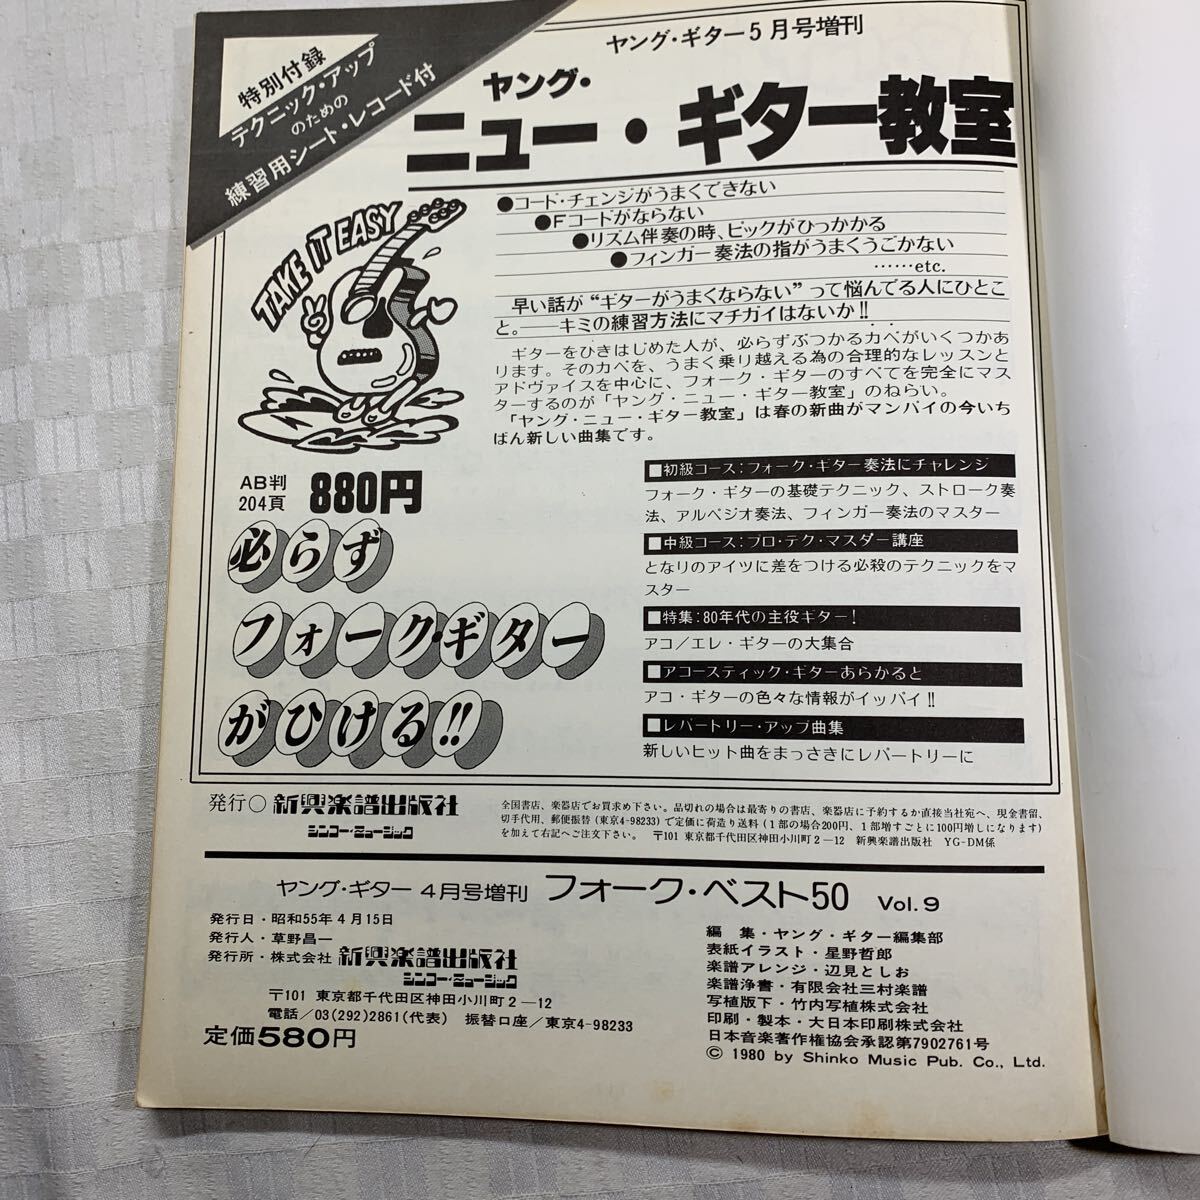 特別付録
テクニック・アップ
のための
練習用シート・レコード付
ヤング・ギター5月号増刊
ヤング・
ニュー・ギター教室
TAKE IT EASY
●コード・チェンジがうまくできない
●Fコードがならない
●リズム伴奏の時、ピックがひっかかる
●フィンガー奏法の指がうまくうごかない
……etc.
早い話が“ギターがうまくならない”って悩んでる人にひとこ
と。――キミの練習方法にマチガイはないか!!
ギターをひきはじめた人が、必らずぶつかるカベがいくつかあ
ります。そのカベを、うまく乗り越える為の合理的なレッスンと
アドヴァイスを中心に、フォーク・ギターのすべてを完全にマス
ターするのが「ヤング・ニュー・ギター教室」のねらい。
「ヤング・ニュー・ギター教室」は春の新曲がマンパイの今いち
ばん新しい曲集です。
AB判
204頁 880円
必らず
フォーク・ギター
がひける!!
■初級コース:フォーク・ギター奏法にチャレンジ
フォーク・ギターの基礎テクニック、ストローク奏
法、アルペジオ奏法、フィンガー奏法のマスター
■中級コース:プロ・テク・マスター講座
となりのアイツに差をつける必殺のテクニックをマ
スター
■特集:80年代の主役ギター!
アコ/エレ・ギターの大集合
■アコースティック・ギターあらかると
アコ・ギターの色々な情報がイッパイ!!
■レパートリー・アップ曲集
新しいヒット曲をまっさきにレパートリーに
発行○ 新興楽譜出版社
シンコー・ミュージック
全国書店、楽器店でお買求め下さい。品切れの場合は最寄りの書店、楽器店に予約するか直接当社宛へ、現金書留、
切手代用、郵便振替(東京4-98233)で定価に荷造り送料(1部の場合200円、1部増すごとに100円増しになります)
を加えて右記へご注文下さい。 〒101 東京都千代田区神田小川町2―12 新興楽譜出版社 YG-DM係
ヤング・ギター 4月号増刊 フォーク・ベスト50 Vol.9
発行日・昭和55年4月15日
発行人・草野昌一
発行所・株式会社 新興楽譜出版社
シンコー・ミュージック
〒101 東京都千代田区神田小川町2―12
電話/03(292)2861(代表) 振替口座/東京4-98233
定価580円
編 集・ヤング・ギター編集部
表紙イラスト・星野哲郎
楽譜アレンジ・辺見としお
楽譜浄書・有限会社三村楽譜
写植版下・竹内写植株式会社
印刷・製本・大日本印刷株式会社
日本音楽著作権協会承認第7902761号
© 1980 by Shinko Music Pub. Co., Ltd.